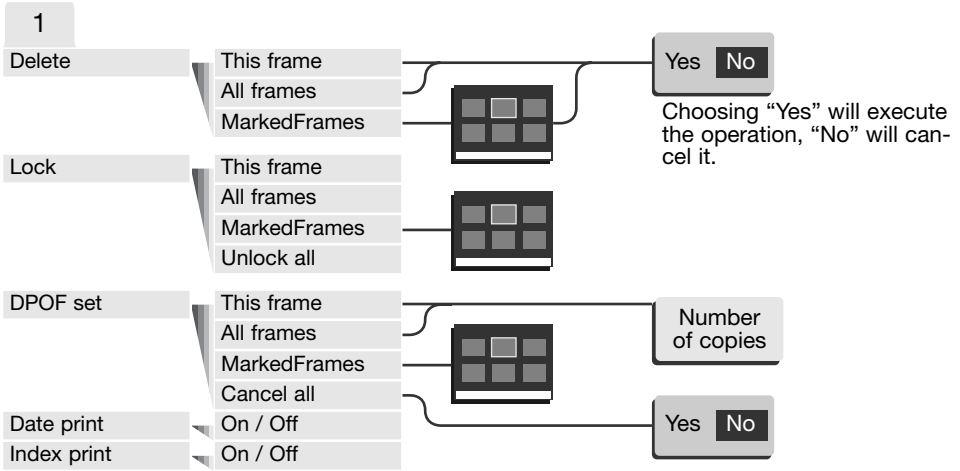 1
Delete
This frame
All frames
MarkedFrames
Yes No
Choosing “Yes” will execute
the operation, “No” will can-
cel it.
Lock
This frame
All frames
MarkedFrames
Unlock all
DPOF set
This frame
All frames
MarkedFrames
Cancel all
Number
of copies
Yes No
Date print
On / Off
Index print
On / Off